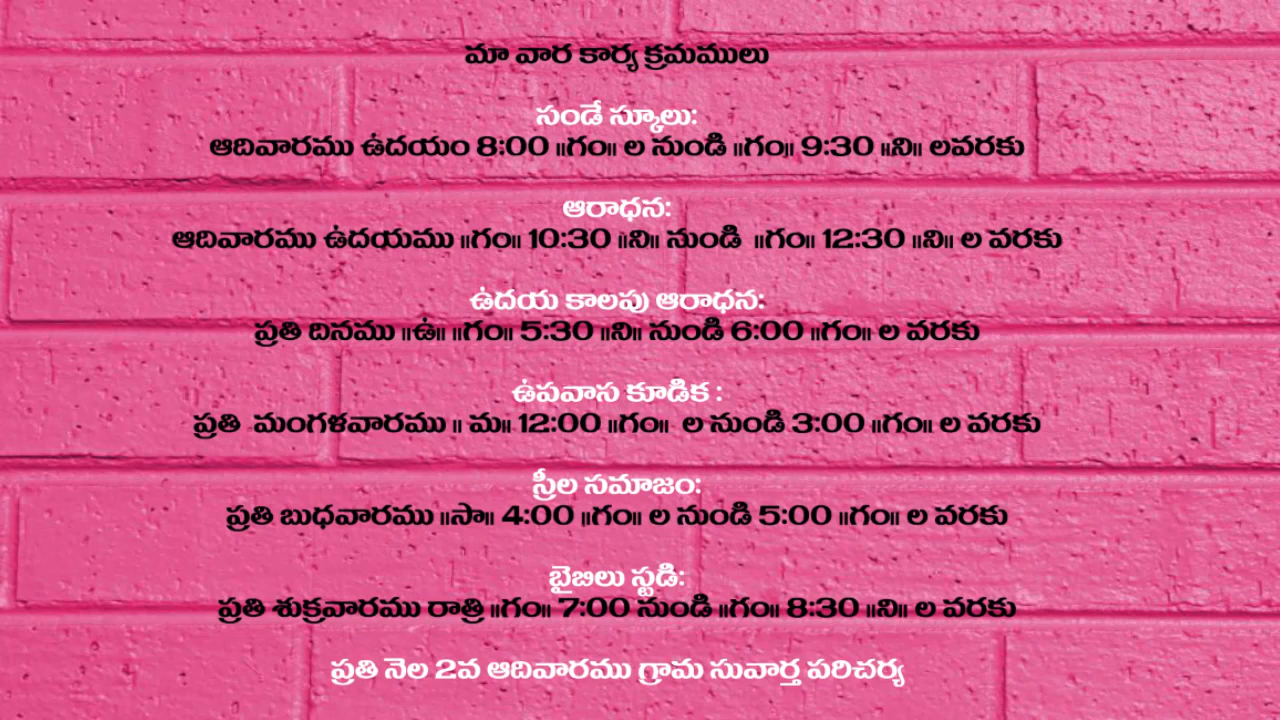 మా వార కార్య క్రమములు
సండే స్కూలు:
ఆదివారము ఉదయం 8:00 ॥గం॥ ల నుండి ॥గం॥ 9:30 ॥ని॥ లవరకు
ఆరాధన:
ఆదివారము ఉదయము ॥గం॥ 10:30 ॥ని॥ నుండి ॥గం॥ 12:30 ॥ని॥ ల వరకు
ఉదయ కాలపు ఆరాధన:
ప్రతి దినము ॥ఉ॥ ॥గం॥ 5:30 ॥ని॥ నుండి 6:00 ॥గం॥ ల వరకు
ఉపవాస కూడిక :
ప్రతి మంగళవారము ॥ మ॥ 12:00 ॥గం॥ ల నుండి 3:00 ॥గం॥ ల వరకు
స్రీల సమాజం:
ప్రతి బుధవారము ॥సా॥ 4:00 ॥గం॥ ల నుండి 5:00 ॥గం॥ ల వరకు
బైబిలు స్టడి:
ప్రతి శుక్రవారము రాత్రి ॥గం॥ 7:00 నుండి ॥గం॥ 8:30 ॥ని॥ ల వరకు
ప్రతి నెల 2వ ఆదివారము గ్రామ సువార్త పరిచర్య